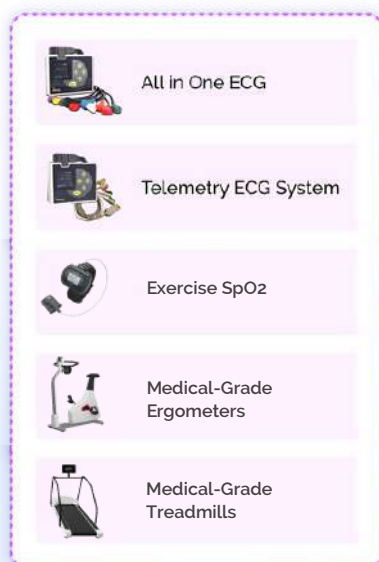 All in One ECG
Telemetry ECG System
Exercise SpO2
Medical-Grade
Ergometers
Medical-Grade
Treadmills